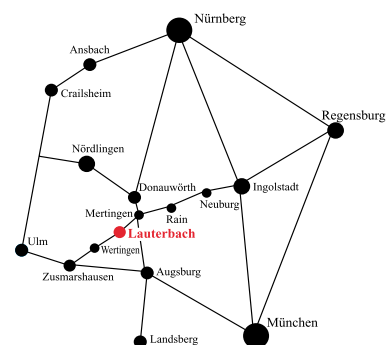 Nürnberg
Ansbach
Crailsheim
Regensburg
Nördlingen
Donauwörth
Ingolstadt
Neuburg
Mertingen
Rain
Lauterbach
Ulm
Wertingen
Zusmarshausen
Augsburg
München
Landsberg